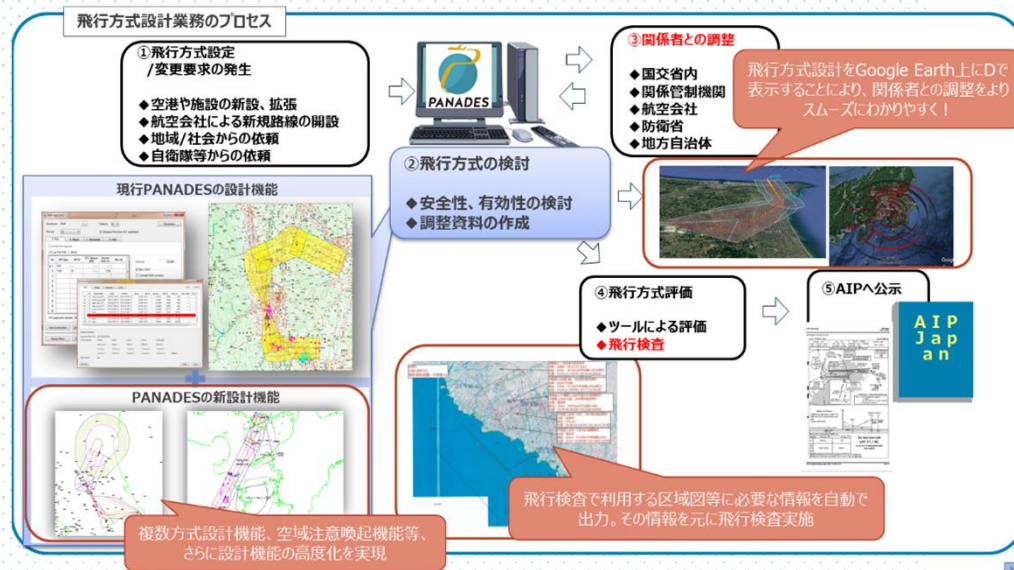 飛行方式設計業務のプロセス
①飛行方式設定
/変更要求の発生
◆空港や施設の新設、拡張
◆航空会社による新規路線の開設
◆地域/社会からの依頼
◆自衛隊等からの依頼
PANADES
②飛行方式の検討
◆安全性、有効性の検討
◆調整資料の作成
③関係者との調整
◆国交省内
◆関係管制機関
◆航空会社
◆防衛省
◆地方自治体
飛行方式設計をGoogle Earth上にDで
表示することにより、関係者との調整をより
スムーズにわかりやすく！
現行PANADESの設計機能
PANADESの新設計機能
複数方式設計機能、空域注意喚起機能等、
さらに設計機能の高度化を実現
④飛行方式評価
◆ツールによる評価
◆飛行検査
飛行検査で利用する区域図等に必要な情報を自動で
出力。その情報を元に飛行検査実施
⑤AIPへ公示
AIP
Jap
an